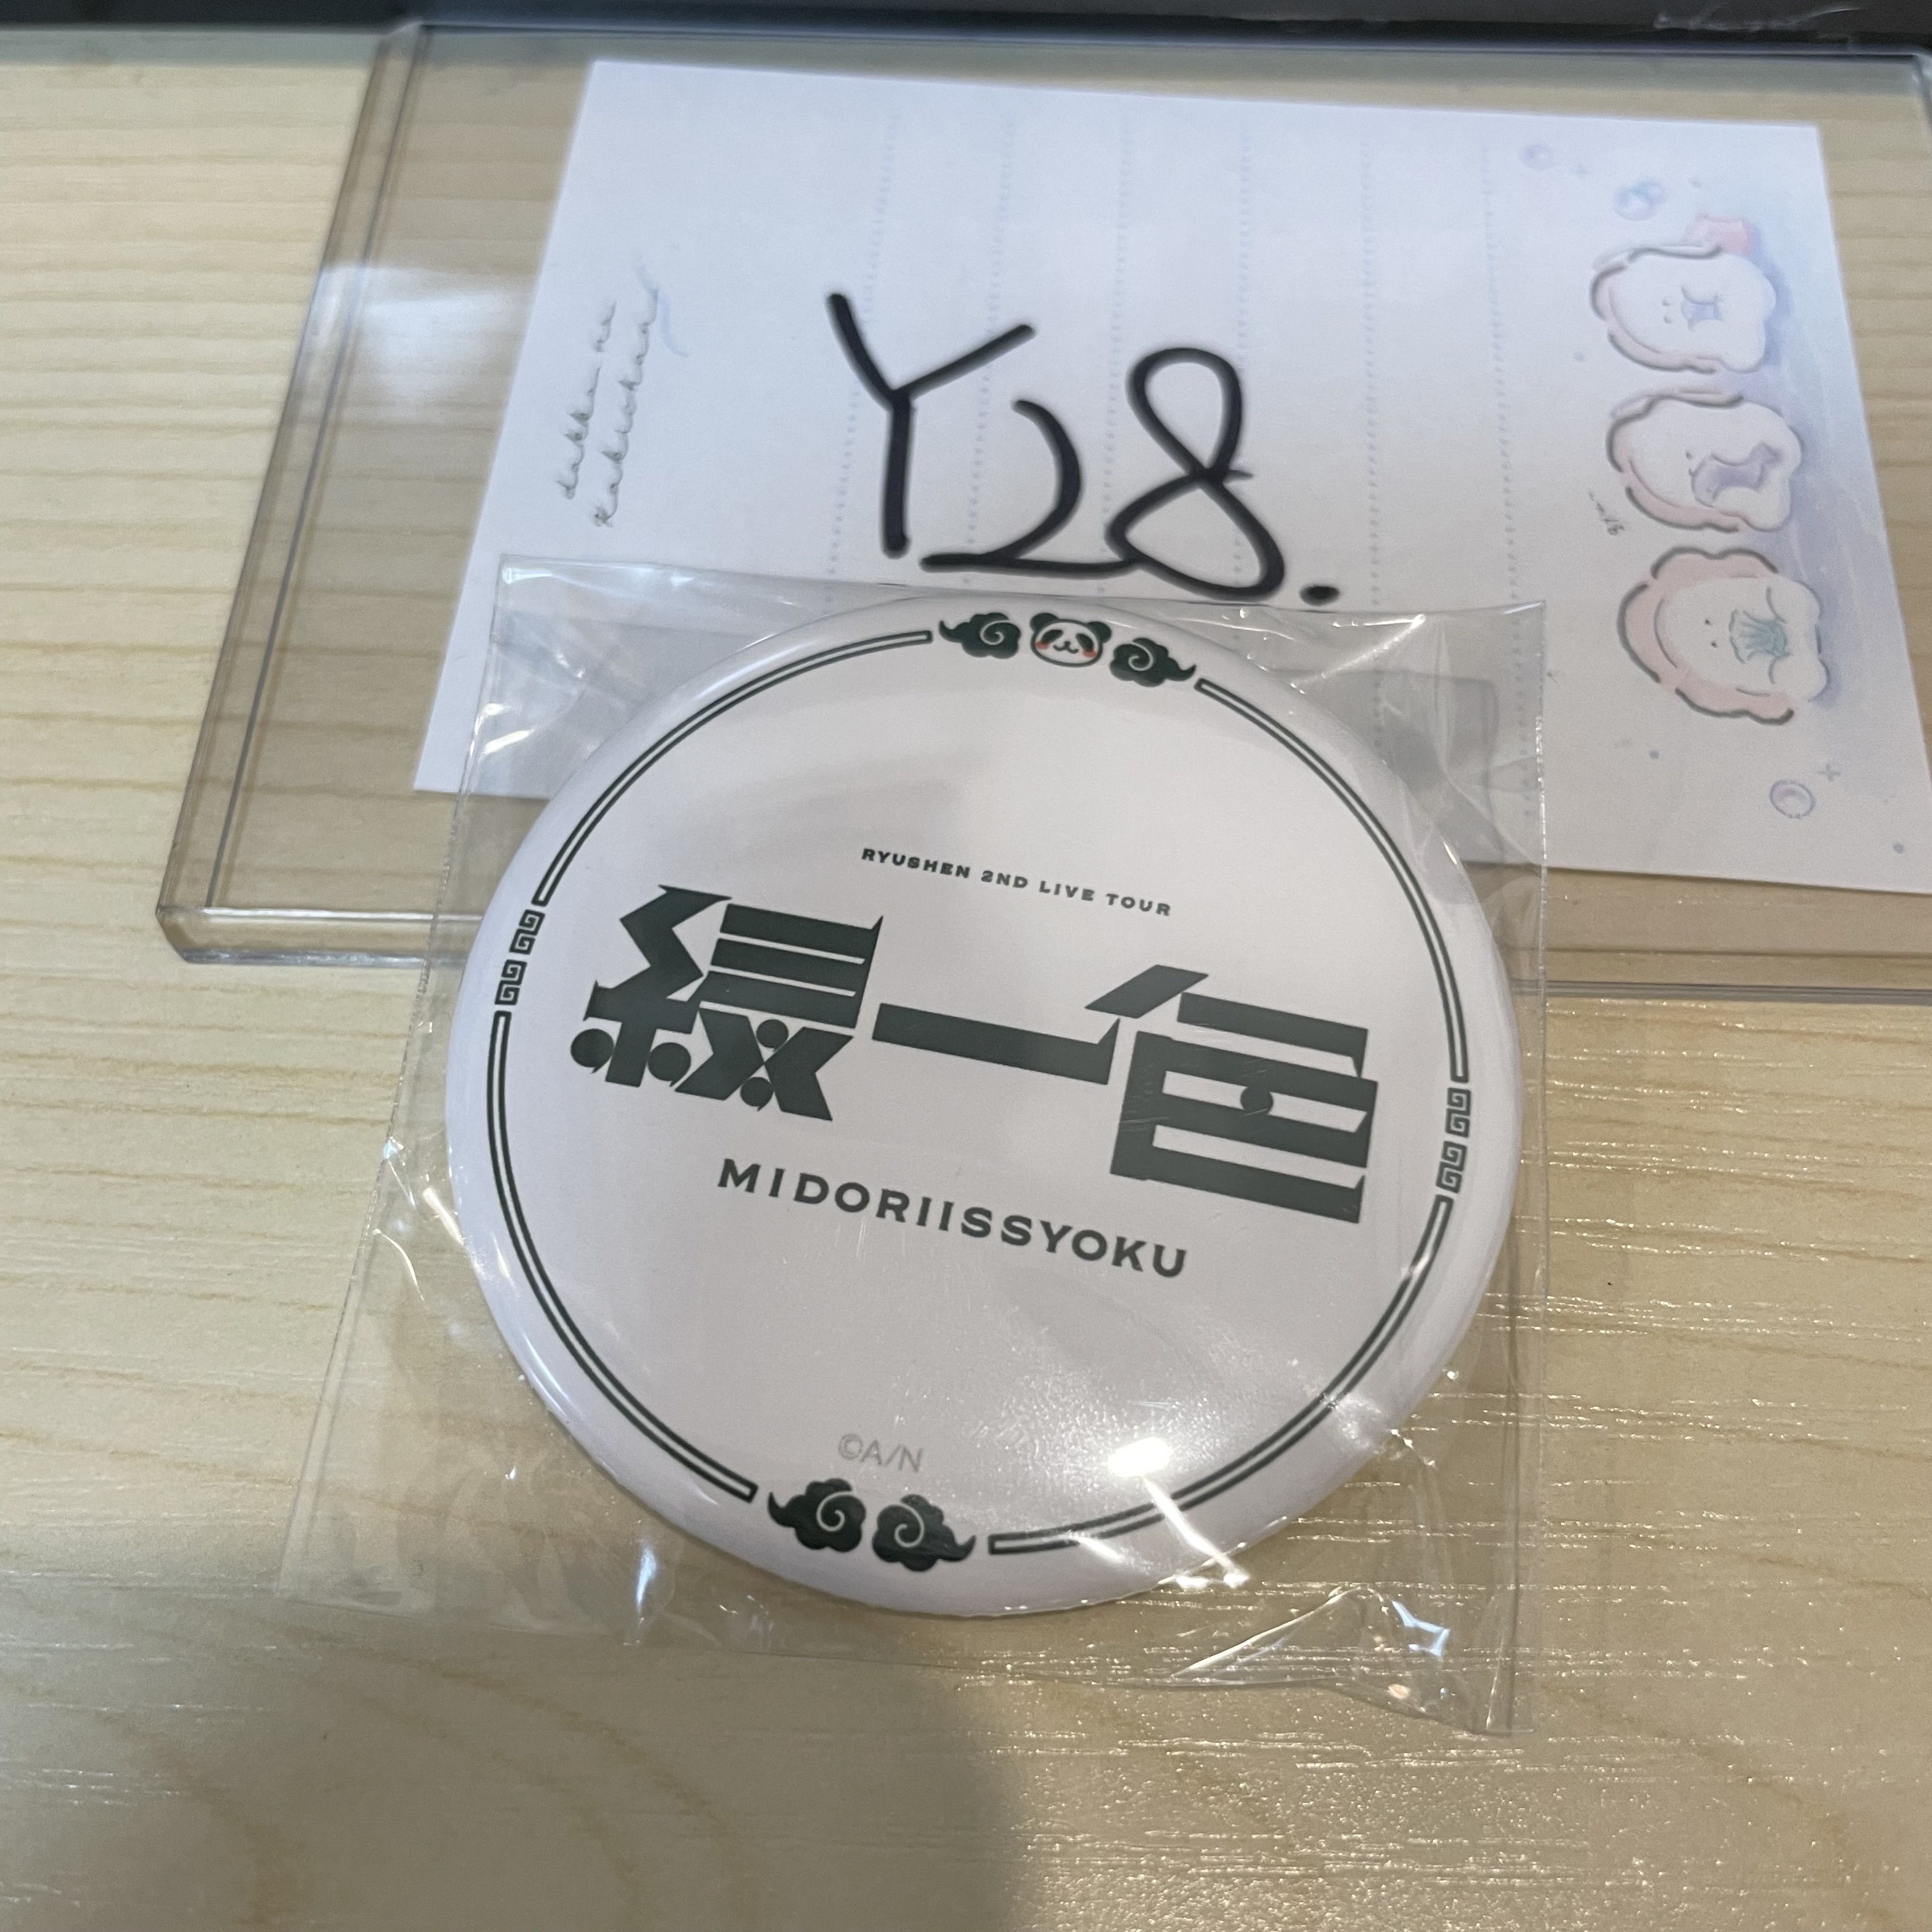 Y28.
RYUSHEN 2ND LIVE TOUR
緑一色
MIDORIISSYOKU
©A/N